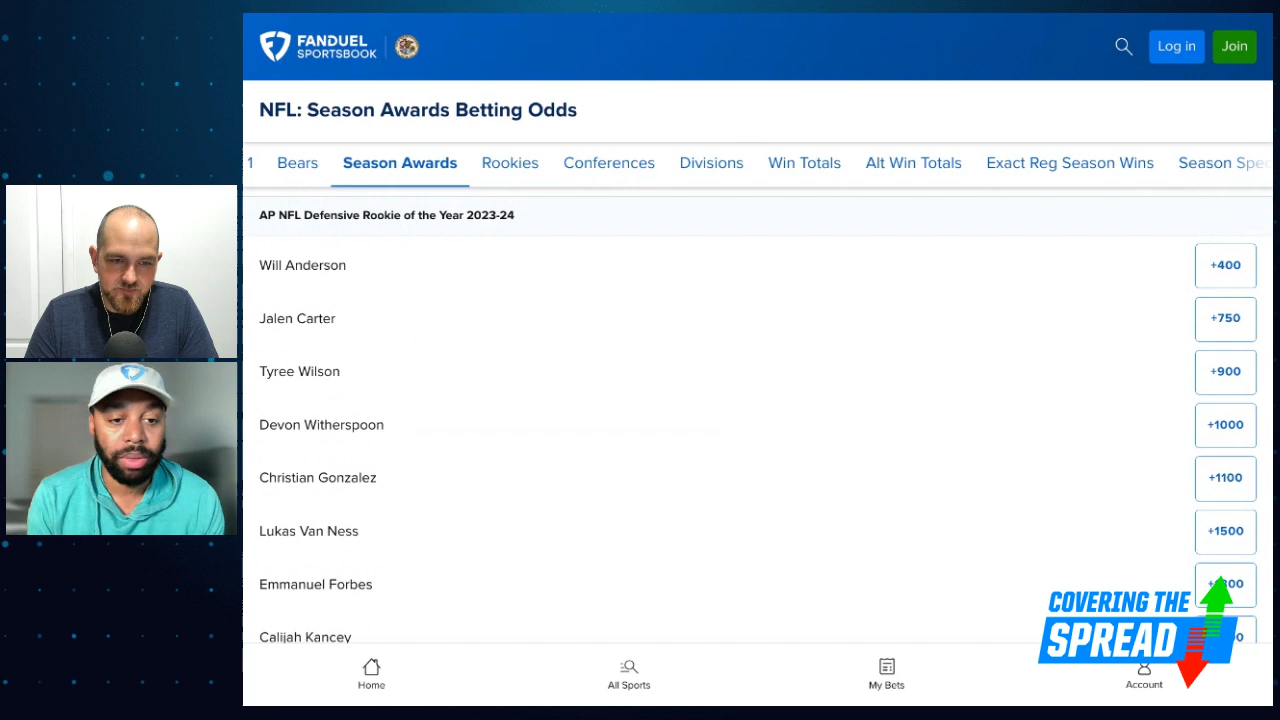 FANDUEL
SPORTSBOOK
Log in
Join
NFL: Season Awards Betting Odds
1
Bears
Season Awards
Rookies
Conferences
Divisions
Win Totals
Alt Win Totals
Exact Reg Season Wins
Season Spec
AP NFL Defensive Rookie of the Year 2023-24
Will Anderson
+400
Jalen Carter
+750
Tyree Wilson
+900
Devon Witherspoon
+1000
Christian Gonzalez
+1100
Lukas Van Ness
+1500
Emmanuel Forbes
Calijah Kancey
COVERING THE
SPREAD
Home
All Sports
My Bets
Account